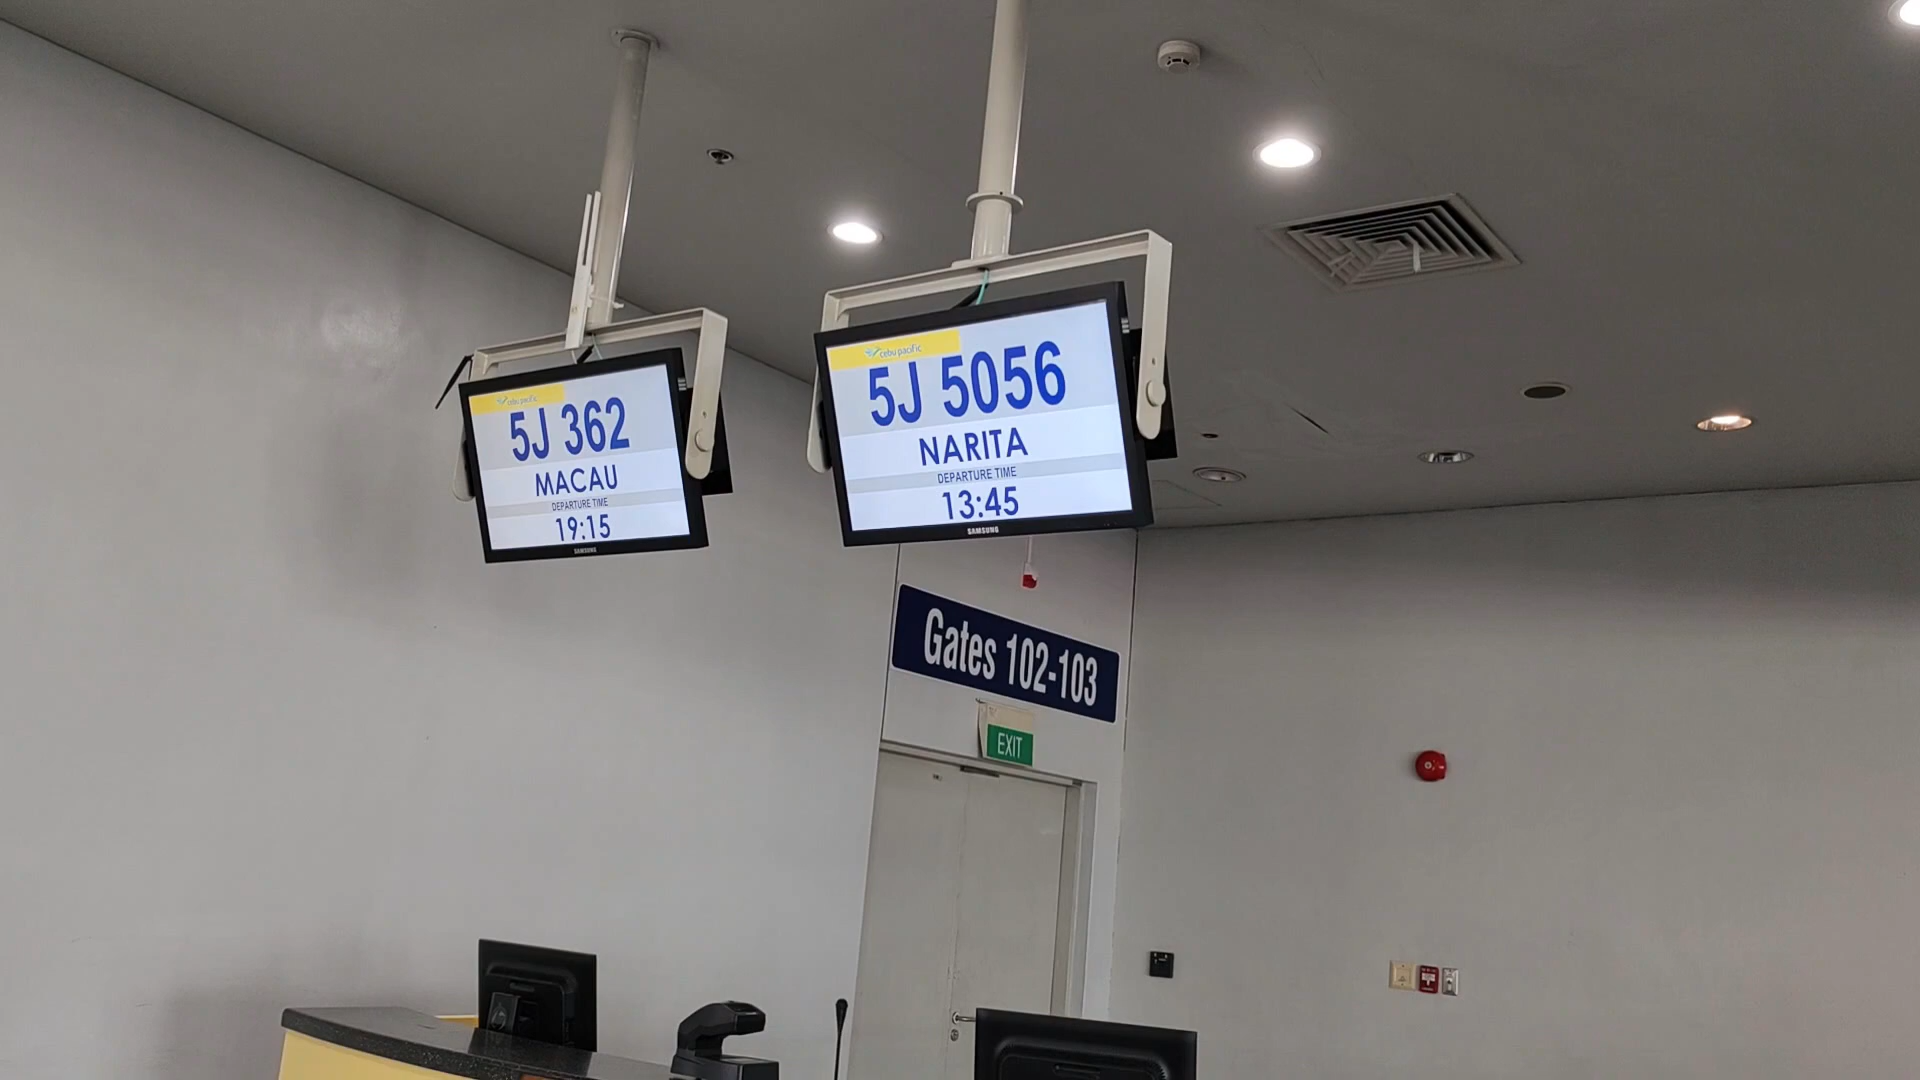 cebu pacific
5J 362
MACAU
DEPARTURE TIME
19:15
SAMSUNG
cebu pacific
5J 5056
NARITA
DEPARTURE TIME
13:45
SAMSUNG
Gates 102-103
EXIT